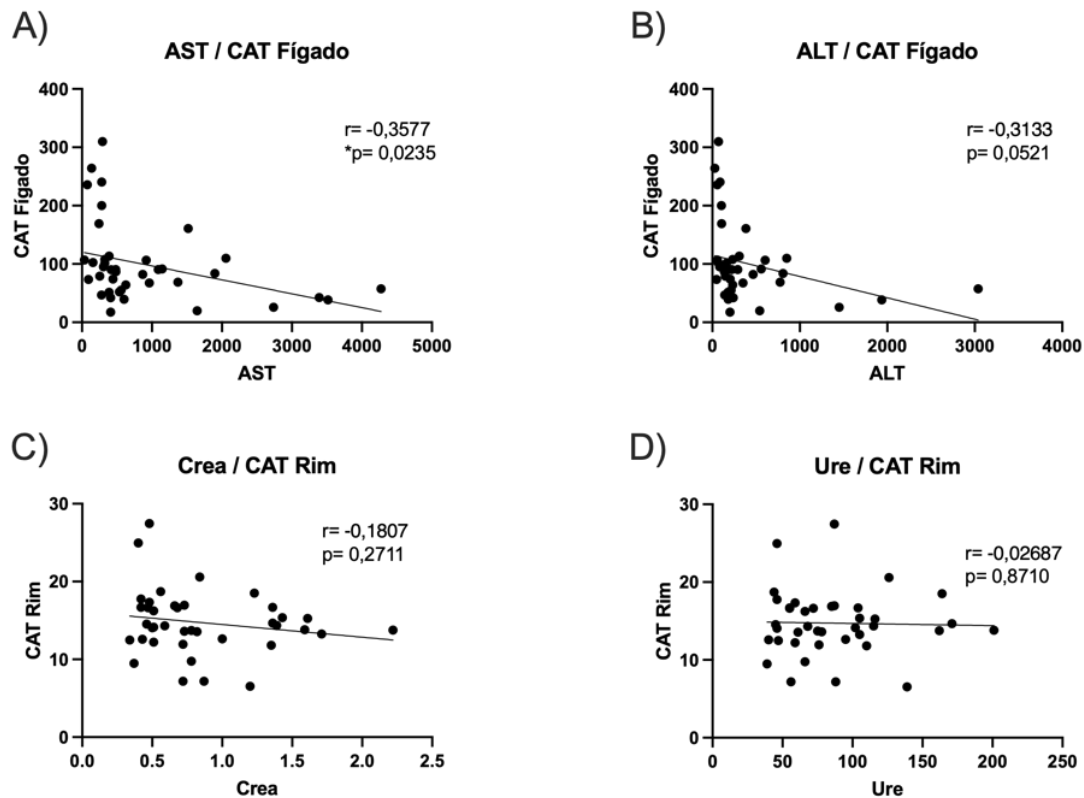 A)
AST / CAT Fígado
400
300
200
100
0
CAT Fígado
r= -0,3577
*p= 0,0235
0 1000 2000 3000 4000 5000
AST
B)
ALT / CAT Fígado
400
300
200
100
0
CAT Fígado
r= -0,3133
p= 0,0521
0 1000 2000 3000 4000
ALT
C)
Crea / CAT Rim
30
20
10
0
CAT Rim
r= -0,1807
p= 0,2711
0.0 0.5 1.0 1.5 2.0 2.5
Crea
D)
Ure / CAT Rim
30
20
10
0
CAT Rim
r= -0,02687
p= 0,8710
0 50 100 150 200 250
Ure